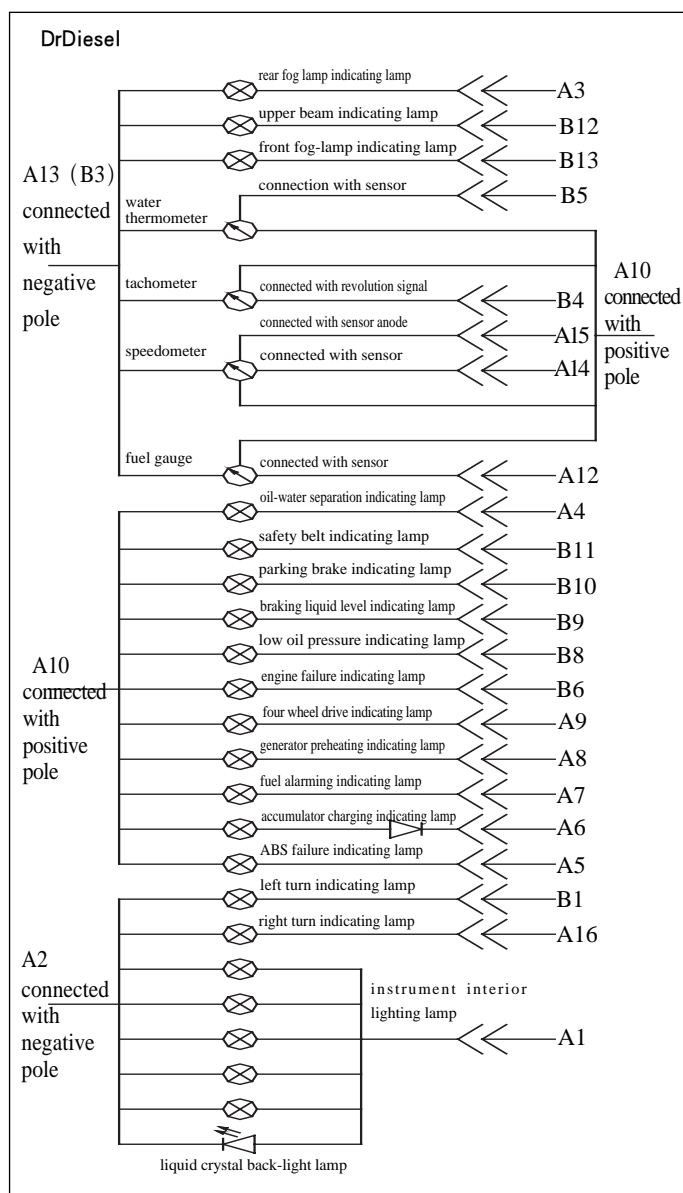 DrDiesel
rear fog lamp indicating lamp
A3
upper beam indicating lamp
B12
front fog-lamp indicating lamp
B13
A13 (B3)
connected
with
negative
pole
connection with sensor
B5
water
thermometer
A10
connected
with
positive
pole
tachometer
connected with revolution signal
B4
connected with sensor anode
A15
speedometer
connected with sensor
A14
fuel gauge
connected with sensor
A12
oil-water separation indicating lamp
A4
safety belt indicating lamp
B11
parking brake indicating lamp
B10
braking liquid level indicating lamp
B9
low oil pressure indicating lamp
B8
A10
connected
with
positive
pole
engine failure indicating lamp
B6
four wheel drive indicating lamp
A9
generator preheating indicating lamp
A8
fuel alarming indicating lamp
A7
accumulator charging indicating lamp
A6
ABS failure indicating lamp
A5
left turn indicating lamp
B1
right turn indicating lamp
A16
A2
connected
with
negative
pole
instrument interior
lighting lamp
A1
liquid crystal back-light lamp